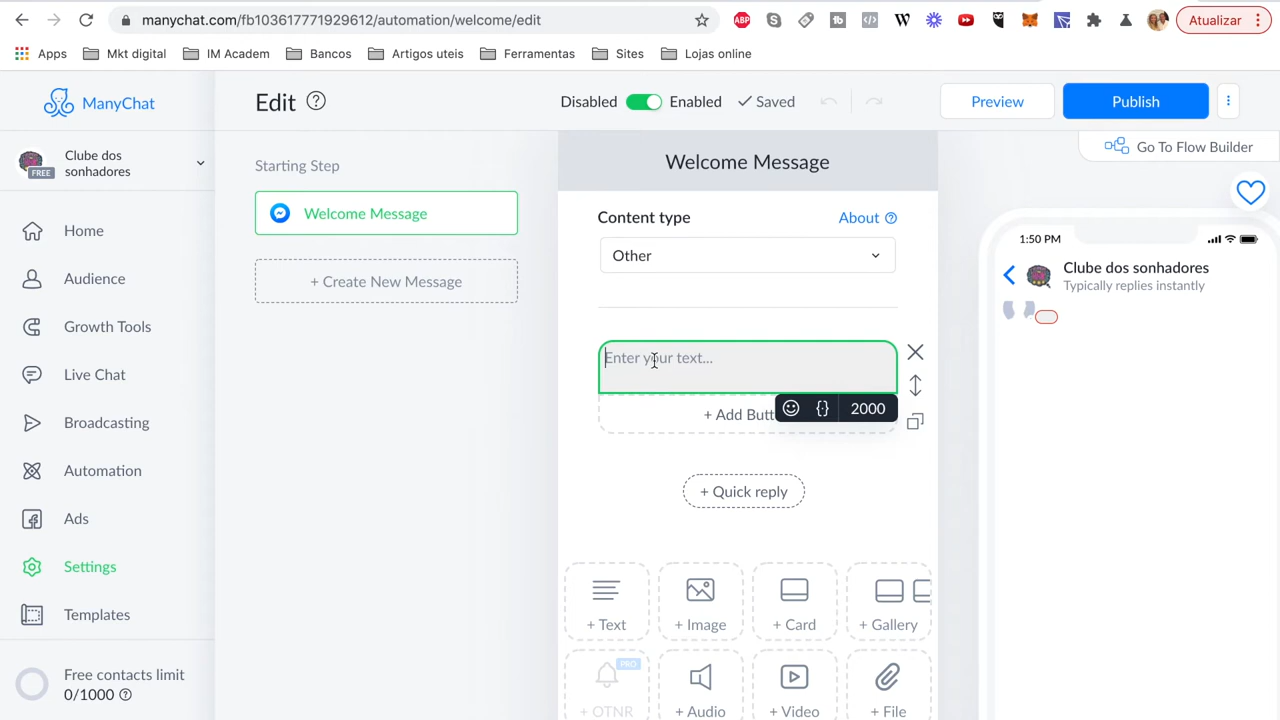 manychat.com/fb103617771929612/automation/welcome/edit
ABP
Atualizar
Apps
Mkt digital
IM Academ
Bancos
Artigos uteis
Ferramentas
Sites
Lojas online
ManyChat
Edit
Disabled
Enabled
Saved
Preview
Publish
Clube dos
sonhadores
FREE
Home
Audience
Growth Tools
Live Chat
Broadcasting
Automation
Ads
Settings
Templates
Free contacts limit
0/1000
Starting Step
Welcome Message
+ Create New Message
Welcome Message
Content type
About
Other
Enter your text...
+ Add Butt
2000
+ Quick reply
+ Text
+ Image
+ Card
+ Gallery
PRO
+ OTNR
+ Audio
+ Video
+ File
Go To Flow Builder
1:50 PM
Clube dos sonhadores
Typically replies instantly